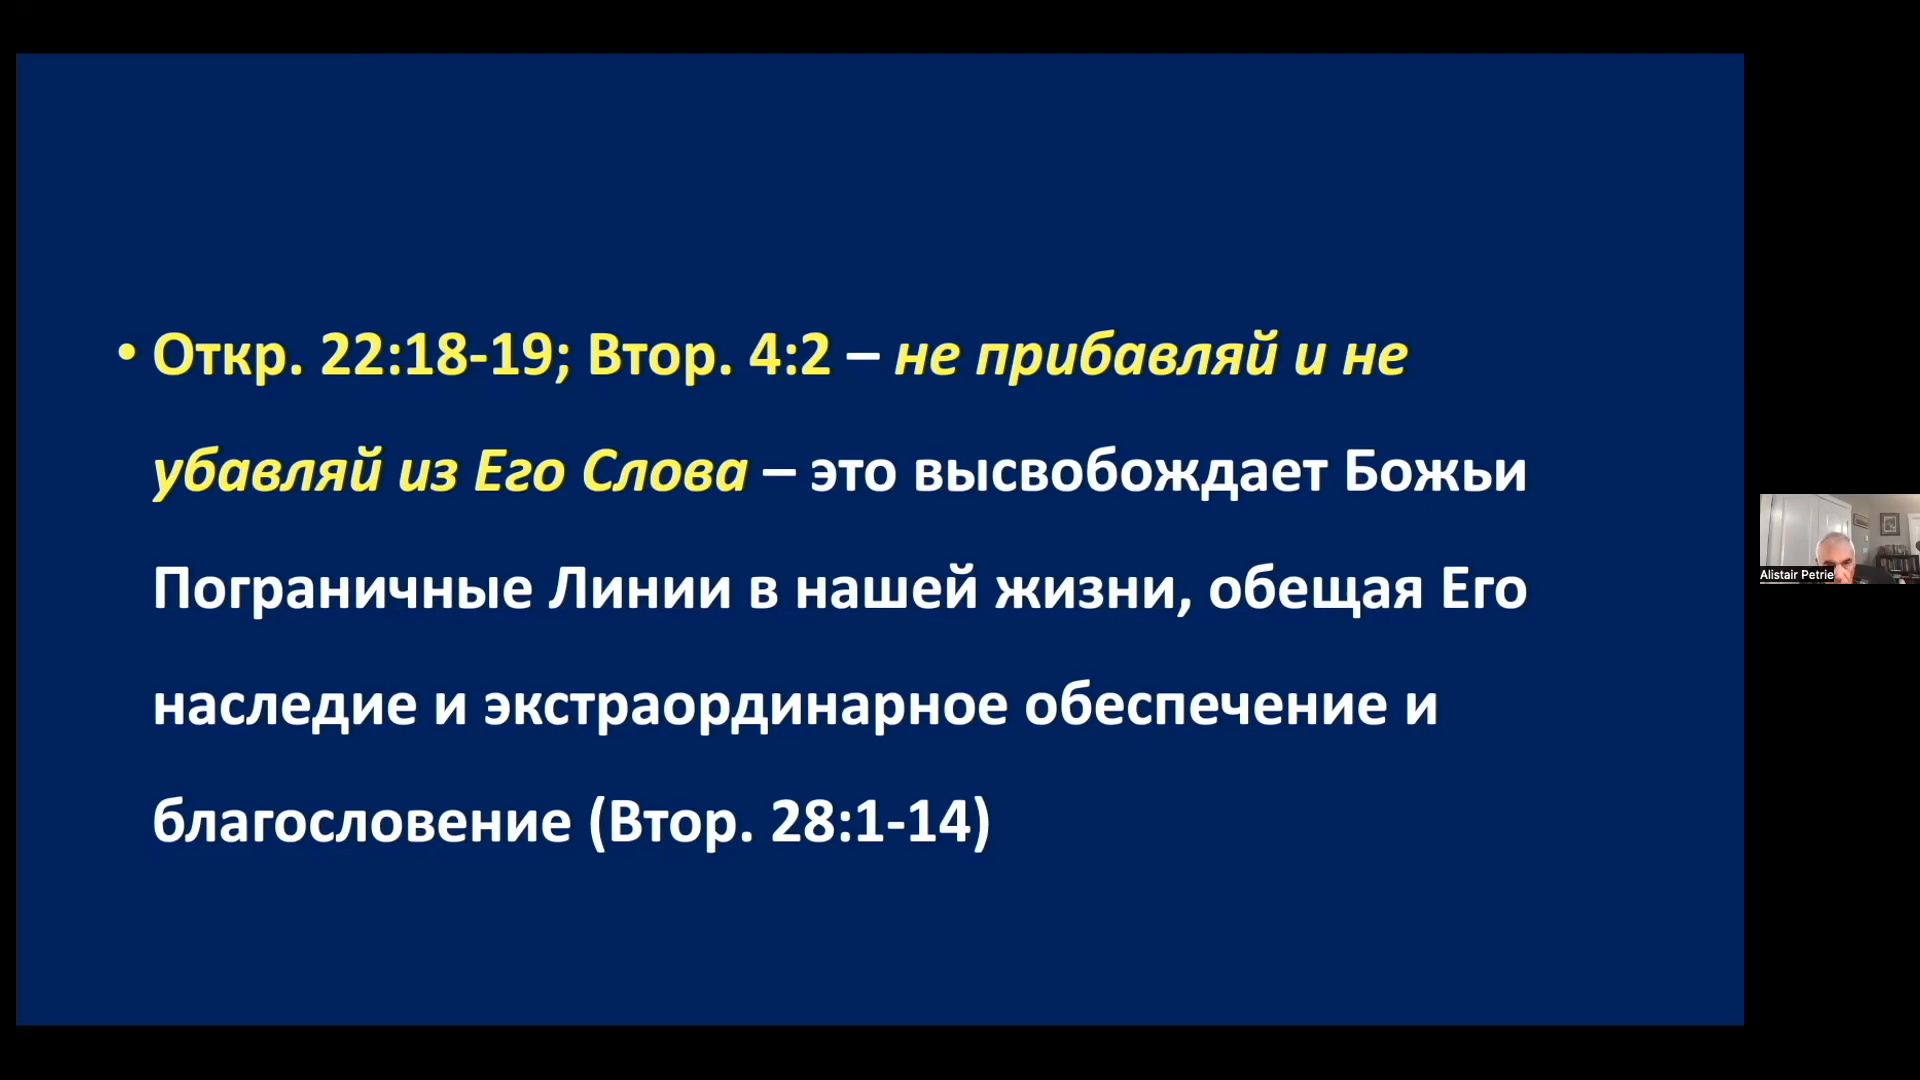 • Откр. 22:18-19; Втор. 4:2 – не прибавляй и не
убавляй из Его Слова – это высвобождает Божьи
Пограничные Линии в нашей жизни, обещая Его
наследие и экстраординарное обеспечение и
благословение (Втор. 28:1-14)
Alistair Petrie